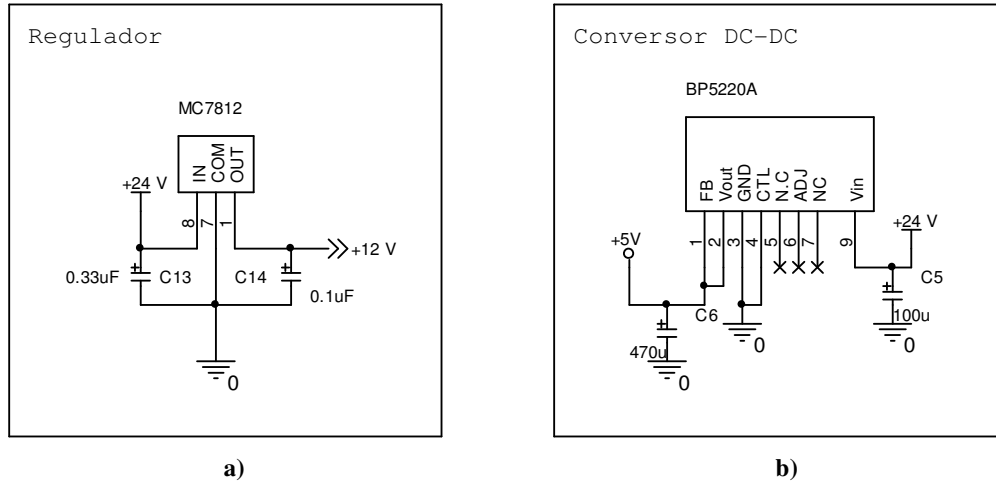 Regulador
MC7812
IN
COM
OUT
+24 V
8
7
1
+12 V
0.33uF
C13
C14
0.1uF
0
a)
Conversor DC-DC
BP5220A
FB
Vout
GND
CTL
N.C
ADJ
NC
Vin
+5V
1
2
3
4
5
6
7
9
+24 V
C5
C6
100u
470u
0
0
0
b)